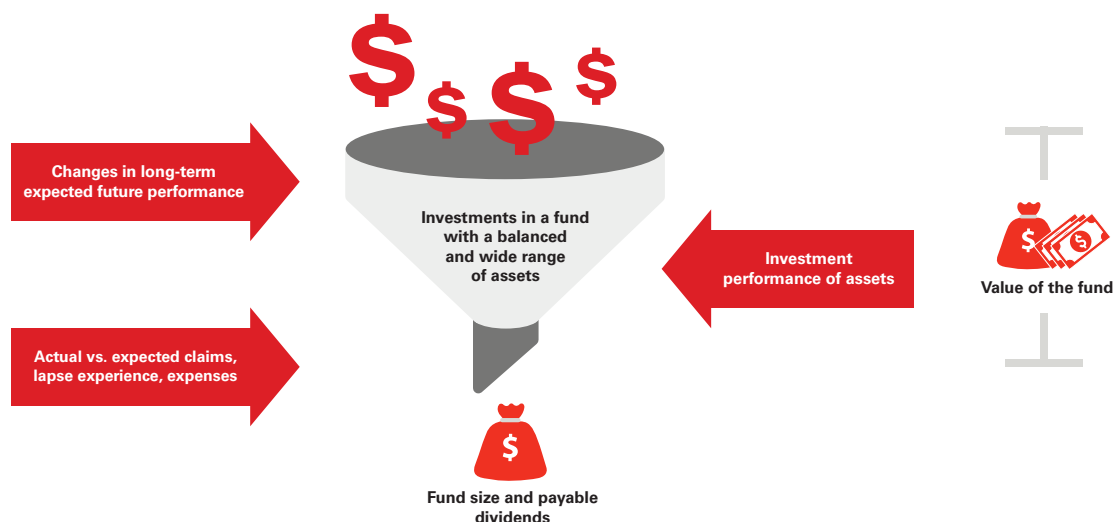 $
$
$
$
Changes in long-term
expected future performance
Investments in a fund
with a balanced
and wide range
of assets
Investment
performance of assets
$
$
Value of the fund
Actual vs. expected claims,
lapse experience, expenses
$
Fund size and payable
dividends